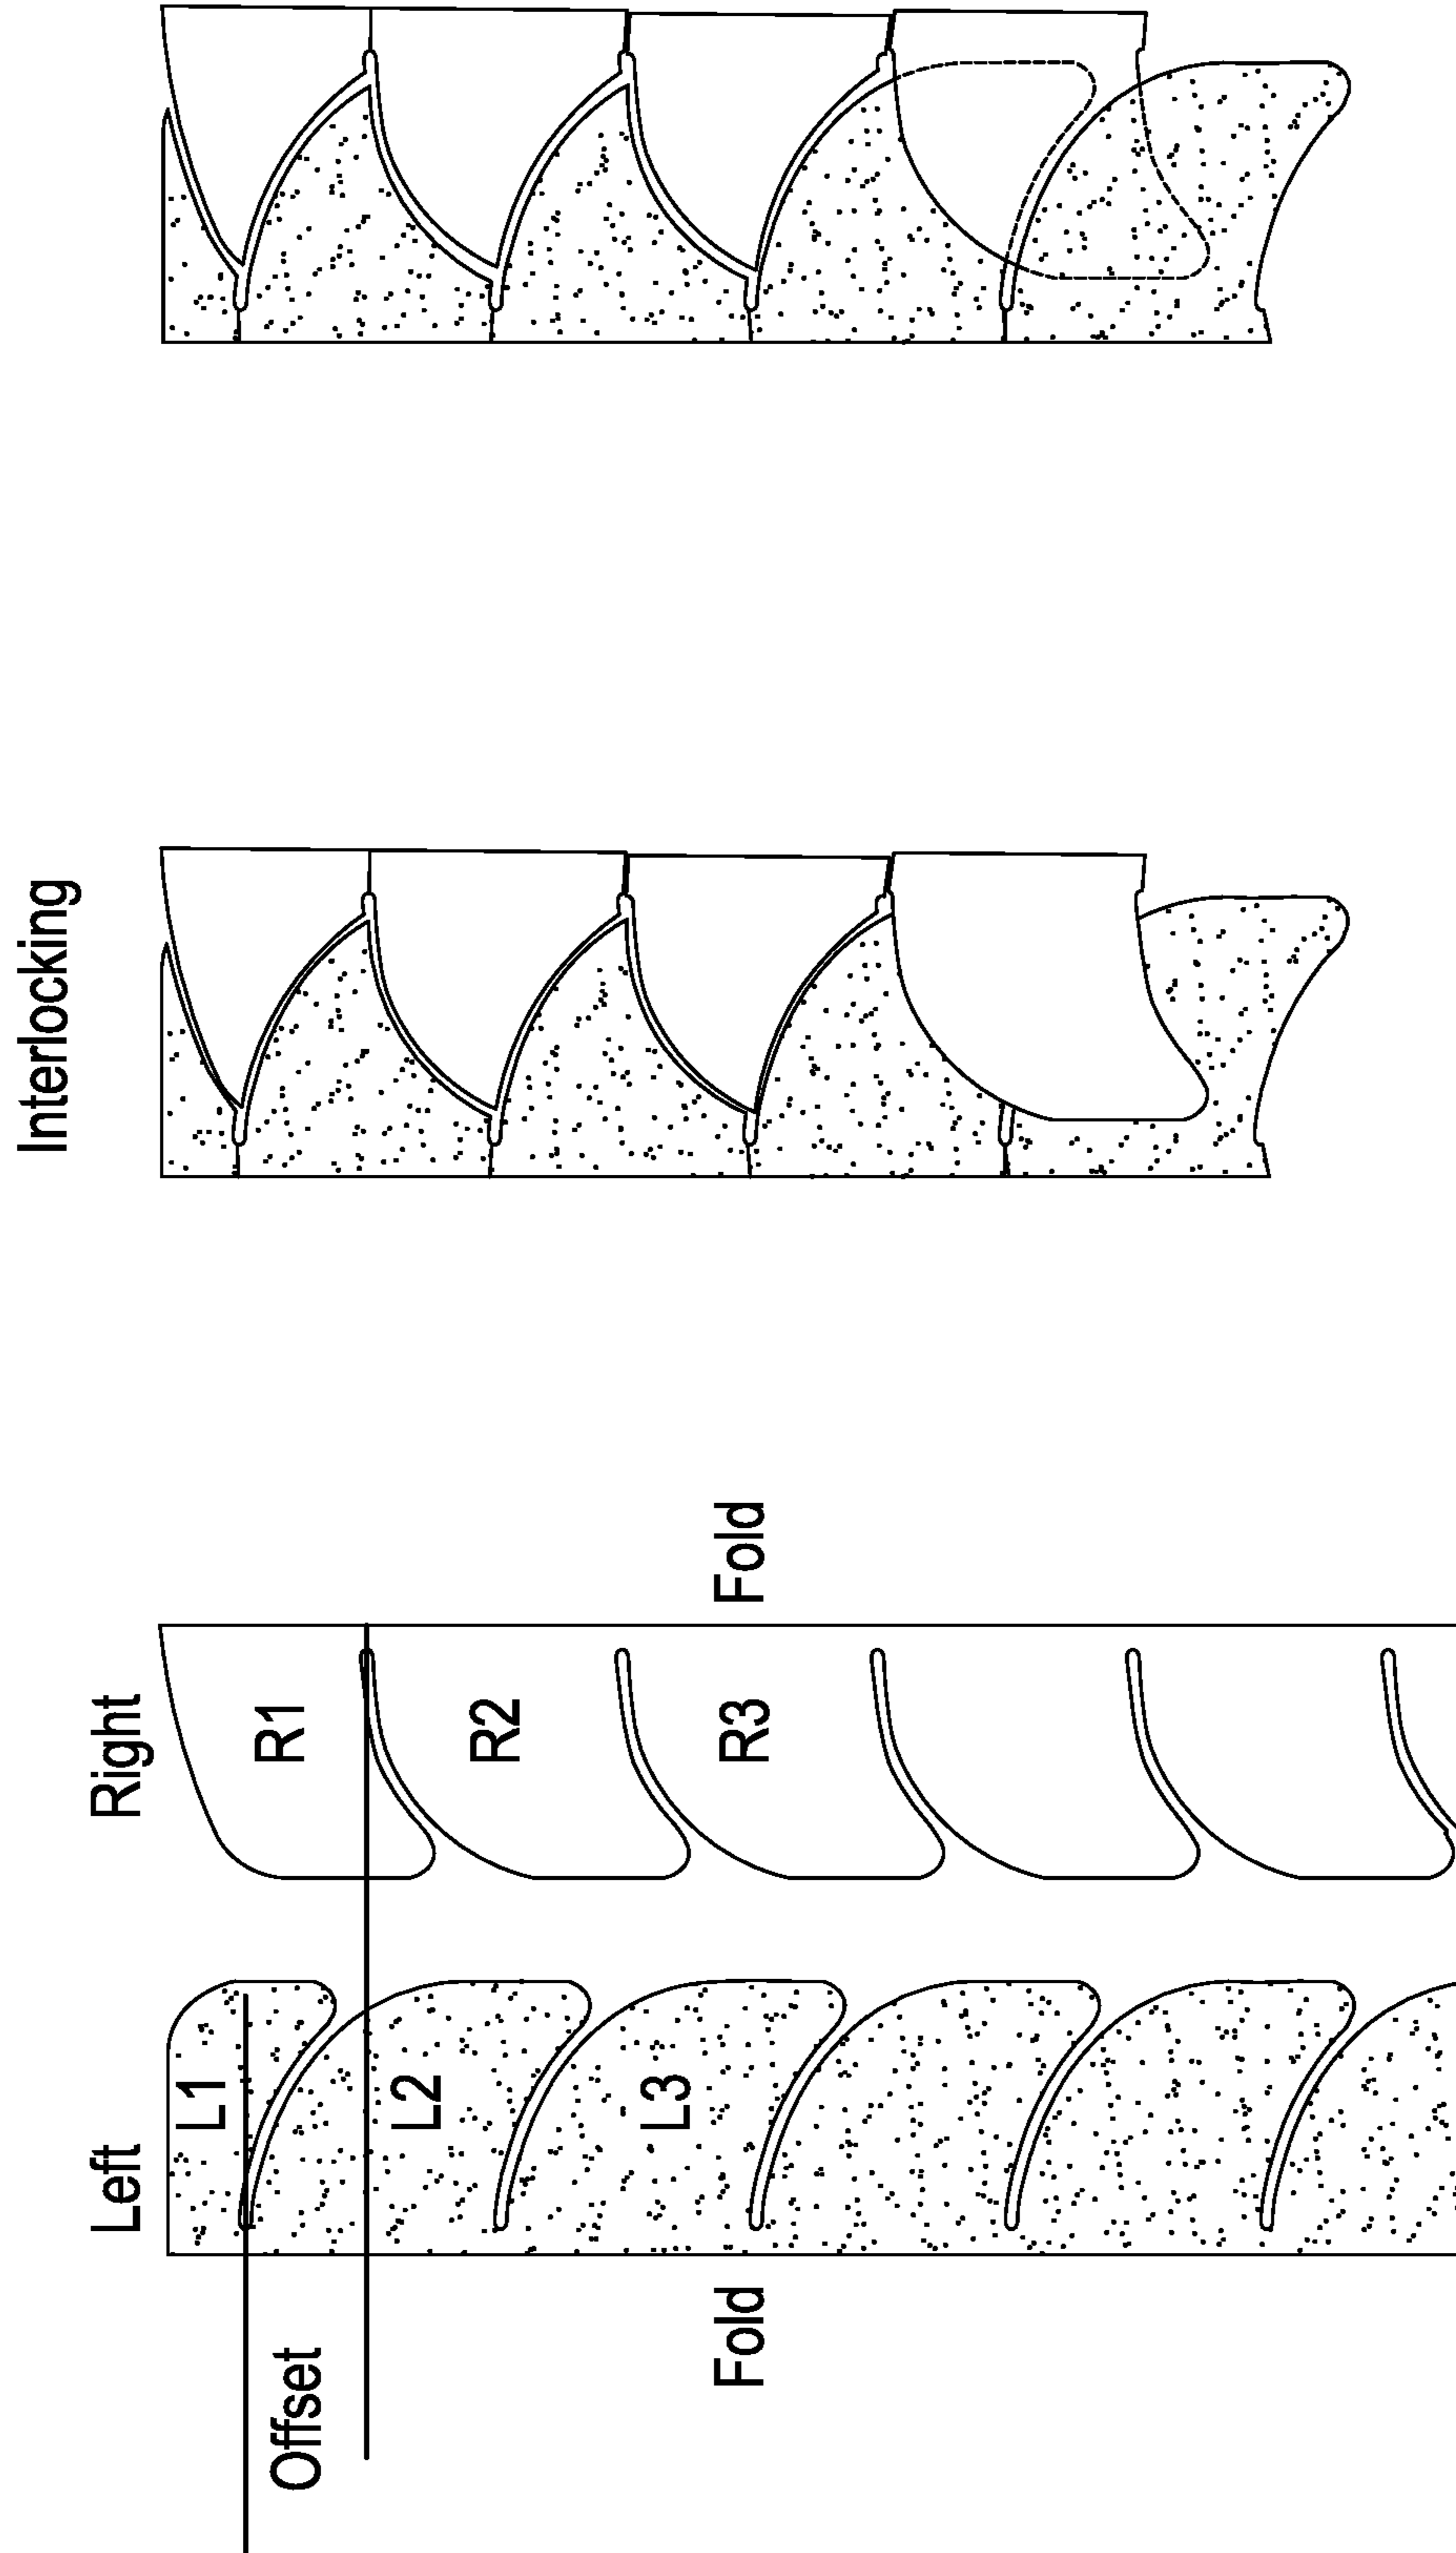 Interlocking
Left
Right
L1
R1
Offset
L2
R2
L3
R3
Fold
Fold